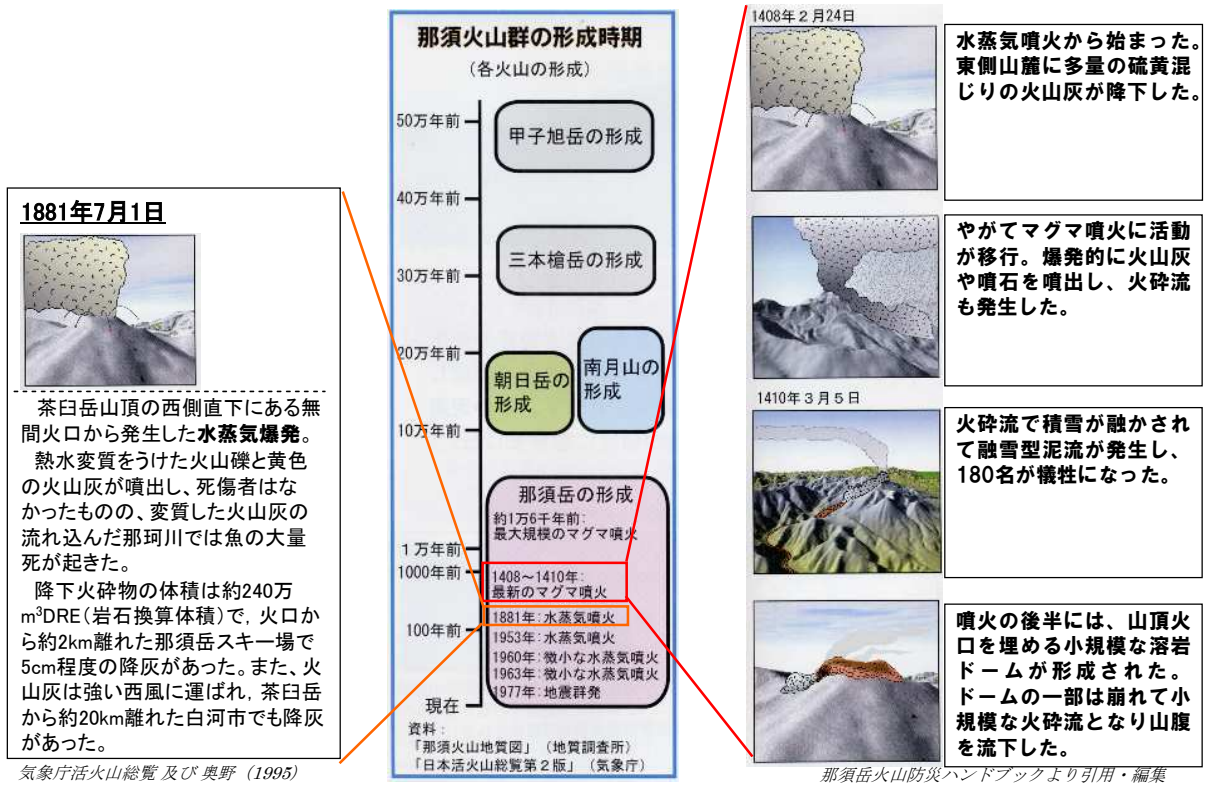 1881年7月1日
茶臼岳山頂の西側直下にある無
間火口から発生した水蒸気爆発。
熱水変質をうけた火山礫と黄色
の火山灰が噴出し、死傷者はな
かったものの、変質した火山灰の
流れ込んだ那珂川では魚の大量
死が起きた。
降下火砕物の体積は約240万
m³DRE(岩石換算体積)で, 火口か
ら約2km離れた那須岳スキー場で
5cm程度の降灰があった。また、火
山灰は強い西風に運ばれ, 茶臼岳
から約20km離れた白河市でも降灰
があった。
気象庁活火山総覧 及び 奥野 (1995)
那須火山群の形成時期
(各火山の形成)
50万年前
甲子旭岳の形成
40万年前
三本槍岳の形成
30万年前
20万年前
朝日岳の
形成
南月山の
形成
10万年前
那須岳の形成
約1万6千年前:
最大規模のマグマ噴火
1万年前
1000年前
1408～1410年:
最新のマグマ噴火
1881年: 水蒸気噴火
100年前
1953年: 水蒸気噴火
1960年: 微小な水蒸気噴火
1963年: 微小な水蒸気噴火
1977年: 地震群発
現在
資料:
「那須火山地質図」(地質調査所)
「日本活火山総覧第2版」(気象庁)
1408年2月24日
水蒸気噴火から始まった。
東側山麓に多量の硫黄混
じりの火山灰が降下した。
やがてマグマ噴火に活動
が移行。爆発的に火山灰
や噴石を噴出し、火砕流
も発生した。
1410年3月5日
火砕流で積雪が融かされ
て融雪型泥流が発生し、
180名が犠牲になった。
噴火の後半には、山頂火
口を埋める小規模な溶岩
ドームが形成された。
ドームの一部は崩れて小
規模な火砕流となり山腹
を流下した。
那須岳火山防災ハンドブックより引用・編集